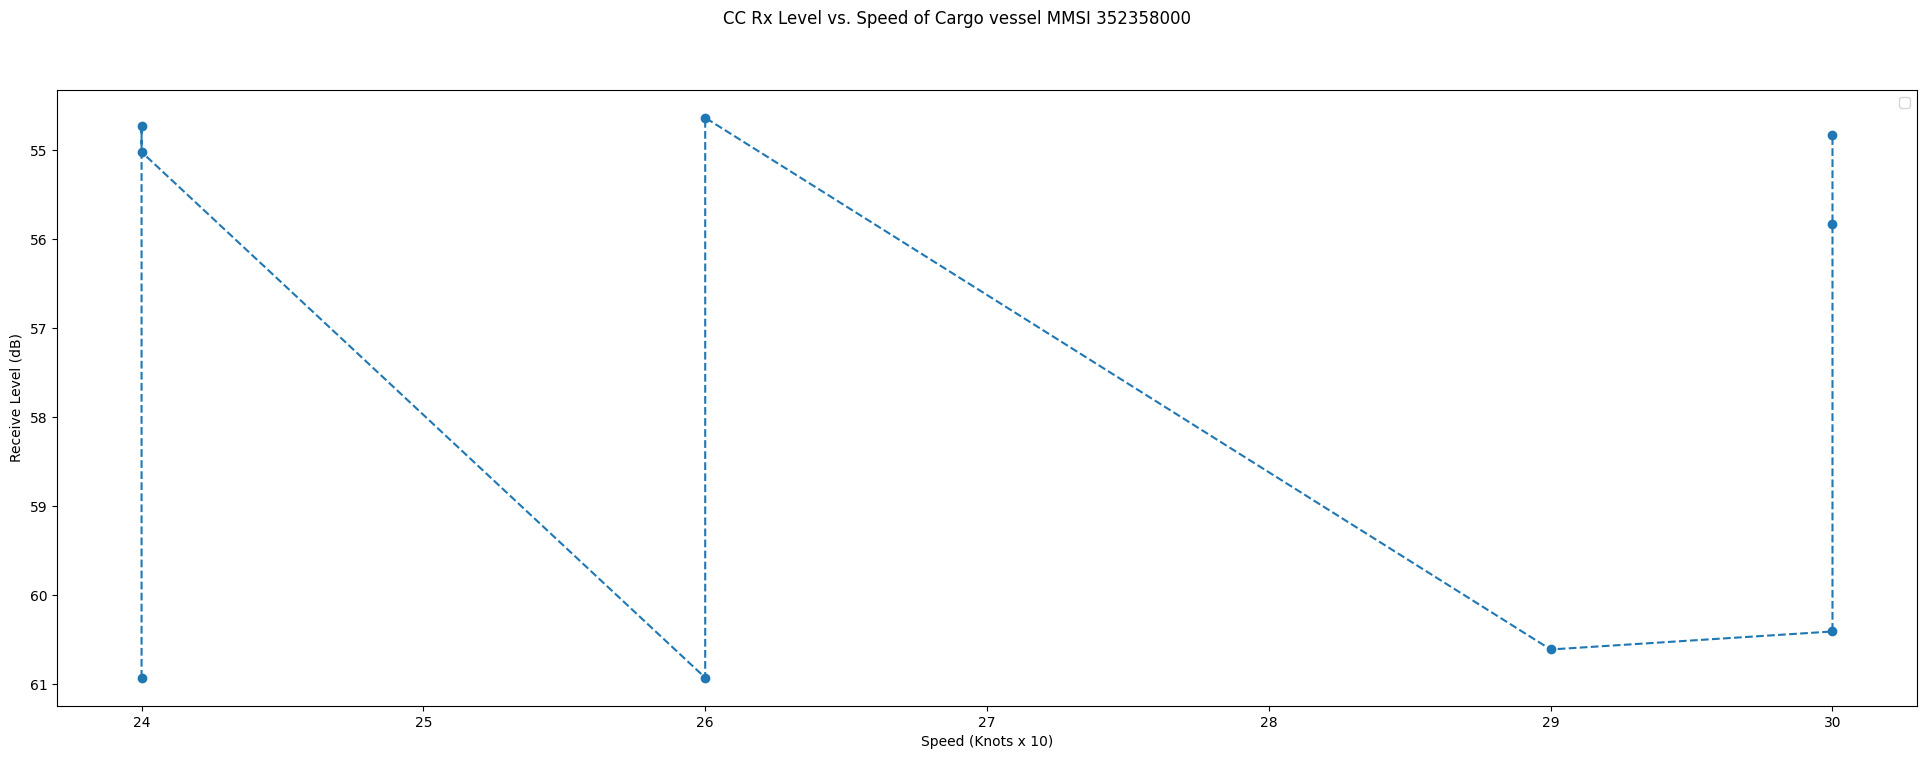 CC Rx Level vs. Speed of Cargo vessel MMSI 352358000
55
56
57
58
59
60
61
Receive Level (dB)
24 25 26 27 28 29 30
Speed (Knots x 10)